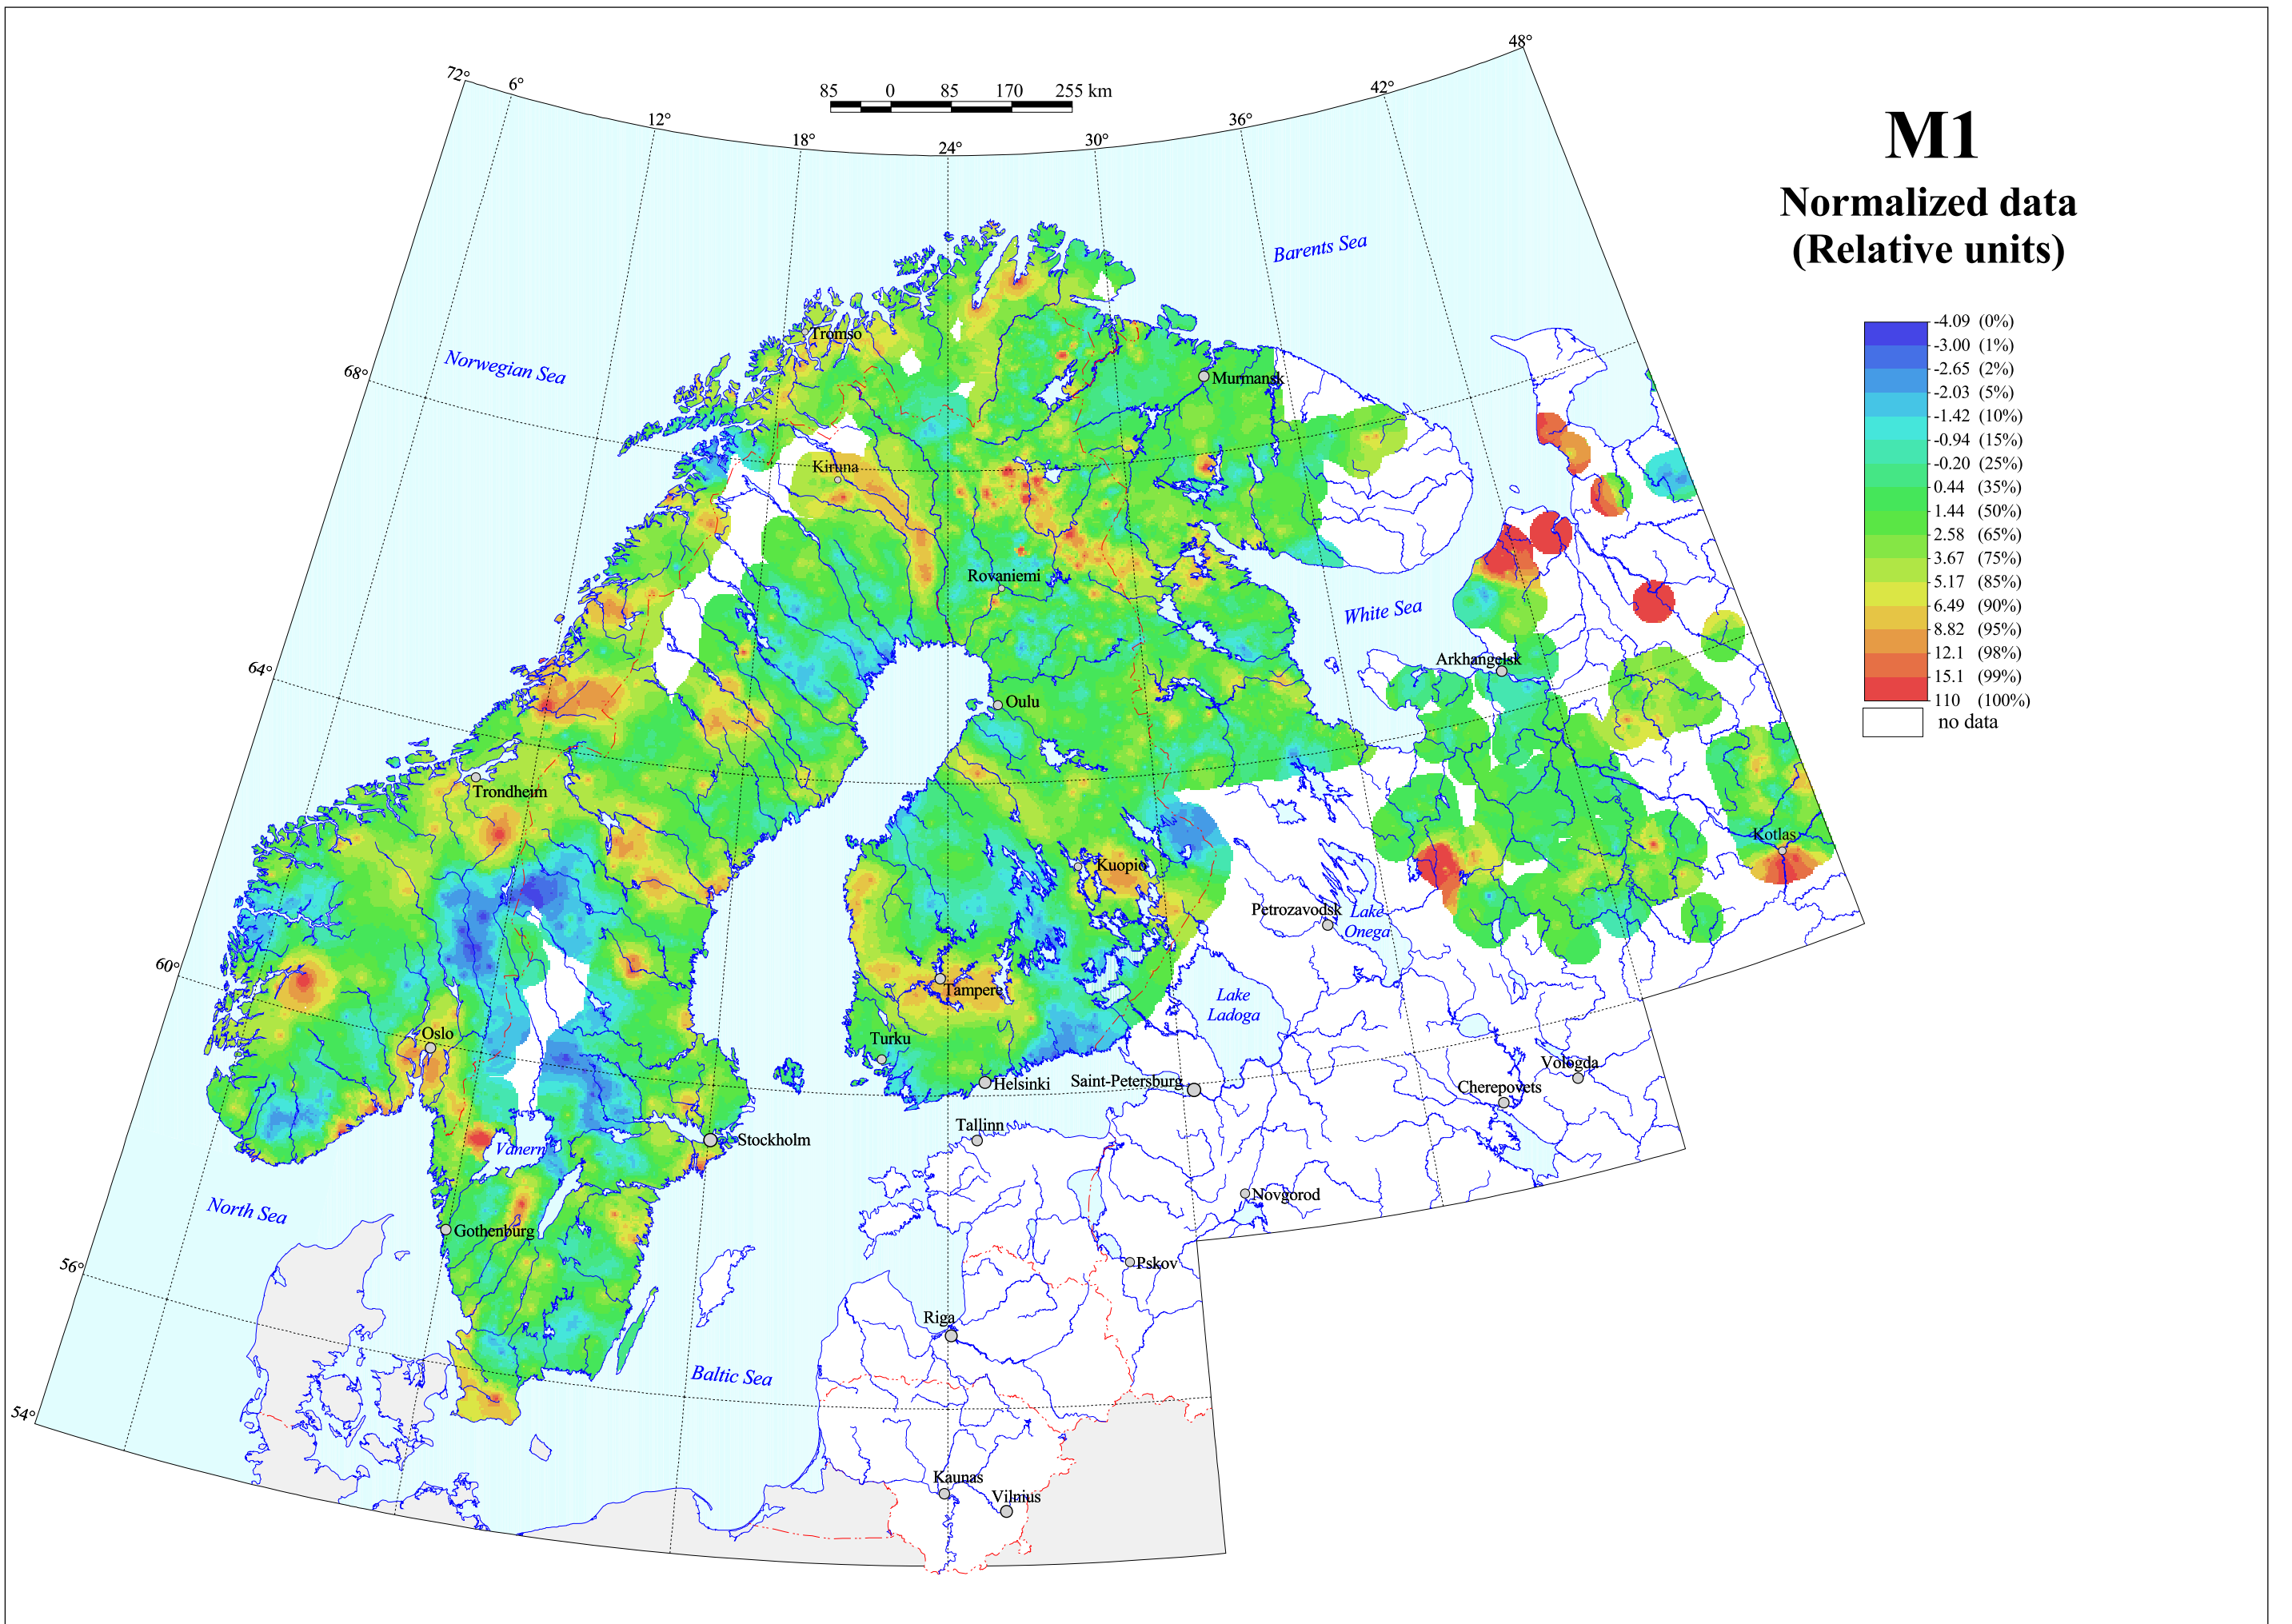 M1
Normalized data
(Relative units)
-4.09 (0%)
-3.00 (1%)
-2.65 (2%)
-2.03 (5%)
-1.42 (10%)
-0.94 (15%)
-0.20 (25%)
0.44 (35%)
1.44 (50%)
2.58 (65%)
3.67 (75%)
5.17 (85%)
6.49 (90%)
8.82 (95%)
12.1 (98%)
15.1 (99%)
110 (100%)
no data
85 0 85 170 255 km
72°
6°
12°
18°
24°
30°
36°
42°
48°
68°
64°
60°
56°
54°
Barents Sea
Norwegian Sea
Tromso
Murmansk
Kiruna
Rovaniemi
White Sea
Arkhangelsk
Oulu
Trondheim
Kotlas
Kuopio
Petrozavodsk
Lake
Onega
Tampere
Lake
Ladoga
Oslo
Turku
Helsinki
Saint-Petersburg
Vologda
Cherepovets
Tallinn
Stockholm
Vanern
Novgorod
North Sea
Gothenburg
Pskov
Riga
Baltic Sea
Kaunas
Vilnius